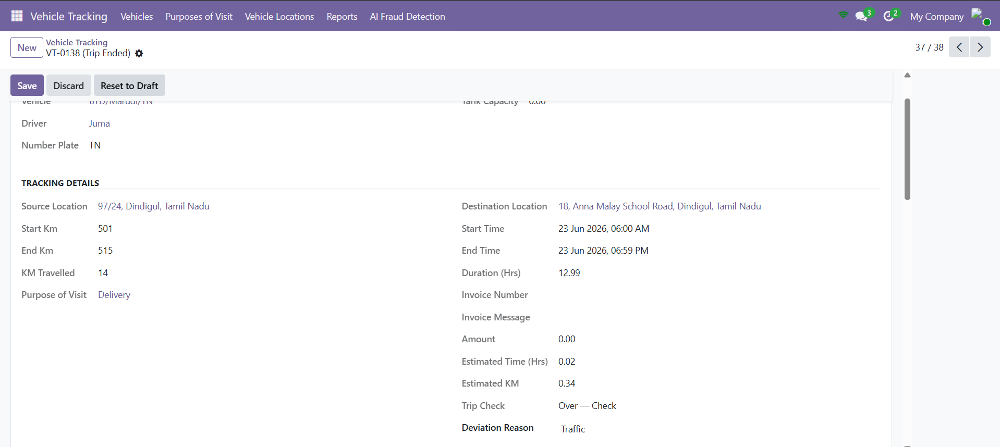 Vehicle Tracking Vehicles Purposes of Visit Vehicle Locations Reports AI Fraud Detection 3 2 My Company
New Vehicle Tracking
VT-0138 (Trip Ended) 37 / 38
Save Discard Reset to Draft
Vehicle BYD/Marudi/TN Tank Capacity 0.00
Driver Juma
Number Plate TN
TRACKING DETAILS
Source Location 97/24, Dindigul, Tamil Nadu Destination Location 18, Anna Malay School Road, Dindigul, Tamil Nadu
Start Km 501 Start Time 23 Jun 2026, 06:00 AM
End Km 515 End Time 23 Jun 2026, 06:59 PM
KM Travelled 14 Duration (Hrs) 12.99
Purpose of Visit Delivery Invoice Number
Invoice Message
Amount 0.00
Estimated Time (Hrs) 0.02
Estimated KM 0.34
Trip Check Over — Check
Deviation Reason Traffic